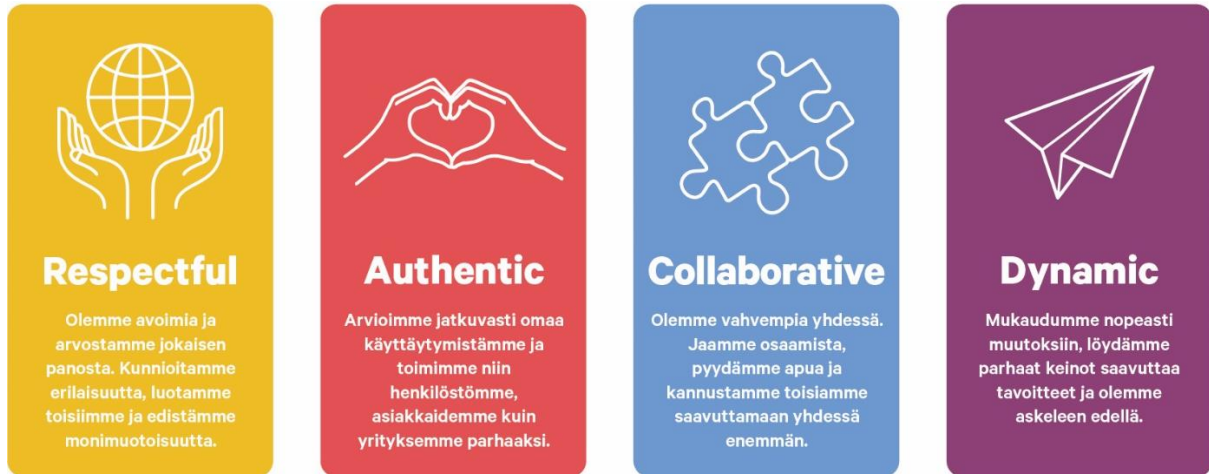 Respectful
Olemme avoimia ja
arvostamme jokaisen
panosta. Kunnioitamme
erilaisuutta, luotamme
toisiimme ja edistämme
monimuotoisuutta.
Authentic
Arvioimme jatkuvasti omaa
käyttäytymistämme ja
toimimme niin
henkilöstömme,
asiakkaidemme kuin
yrityksemme parhaaksi.
Collaborative
Olemme vahvempia yhdessä.
Jaamme osaamista,
pyydämme apua ja
kannustamme toisiamme
saavuttamaan yhdessä
enemmän.
Dynamic
Mukaudumme nopeasti
muutoksiin, löydämme
parhaat keinot saavuttaa
tavoitteet ja olemme
askeleen edellä.